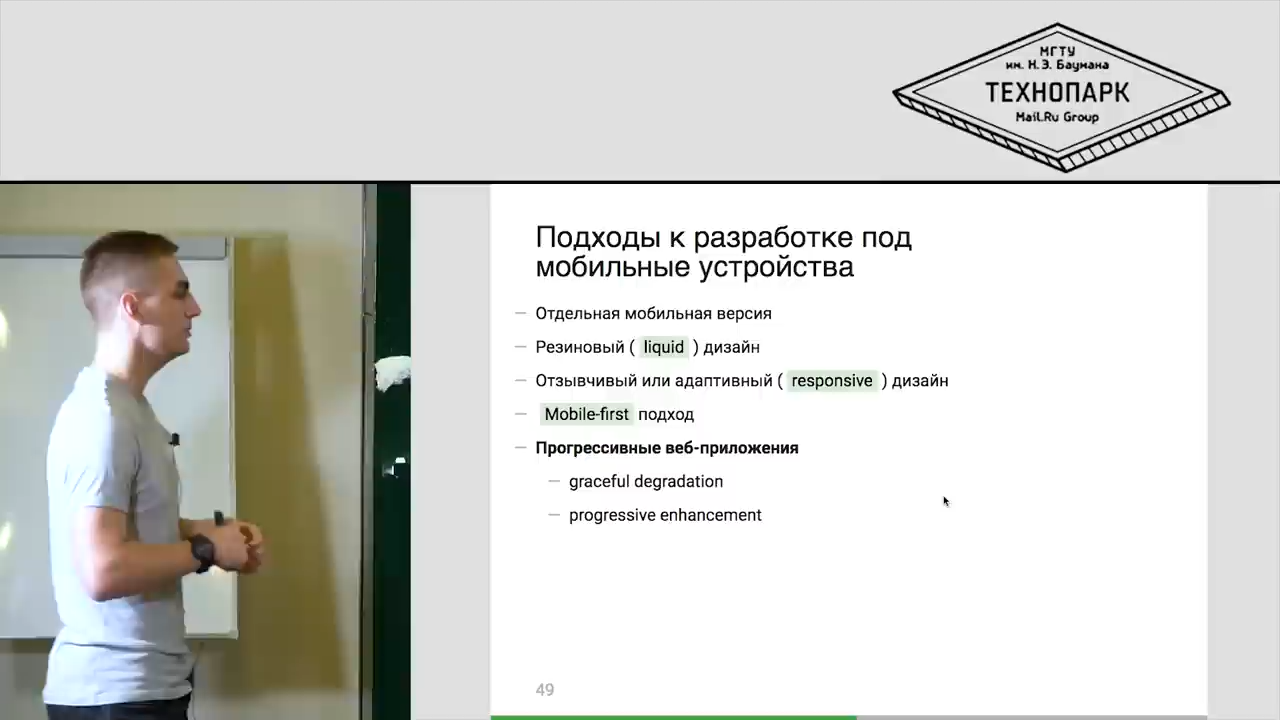 МГТУ
им. Н.Э. Баумана
ТЕХНОПАРК
Mail.Ru Group
Подходы к разработке под
мобильные устройства
— Отдельная мобильная версия
— Резиновый ( liquid ) дизайн
— Отзывчивый или адаптивный ( responsive ) дизайн
— Mobile-first подход
— Прогрессивные веб-приложения
— graceful degradation
— progressive enhancement
49